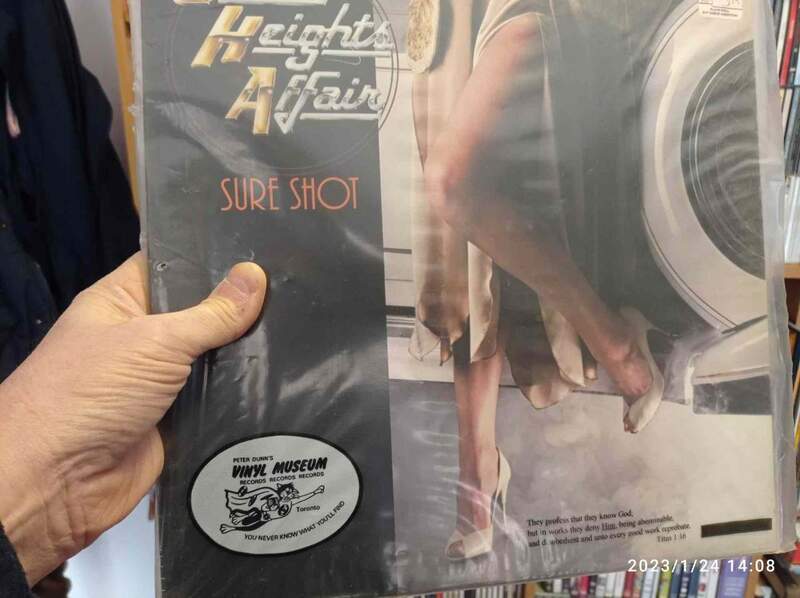 Heights
Affair
SURE SHOT
PETER DUNN'S
VINYL MUSEUM
RECORDS RECORDS RECORDS
Toronto
YOU NEVER KNOW WHAT YOU'LL FIND
They profess that they know God;
but in works they deny Him, being abominable,
and disobedient and unto every good work reprobate.
Titus 1:16
2023/1/24 14:08